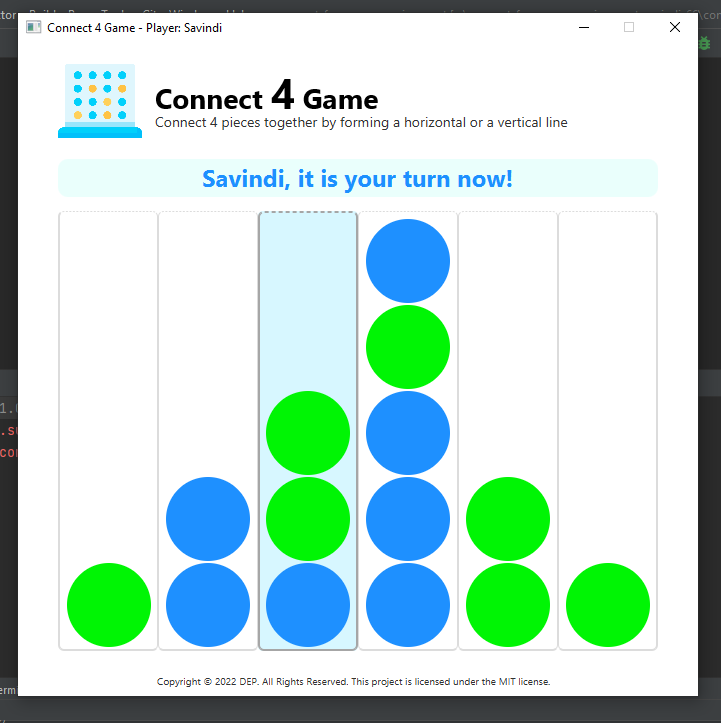 Connect 4 Game - Player: Savindi
Connect 4 Game
Connect 4 pieces together by forming a horizontal or a vertical line
Savindi, it is your turn now!
Copyright © 2022 DEP. All Rights Reserved. This project is licensed under the MIT license.